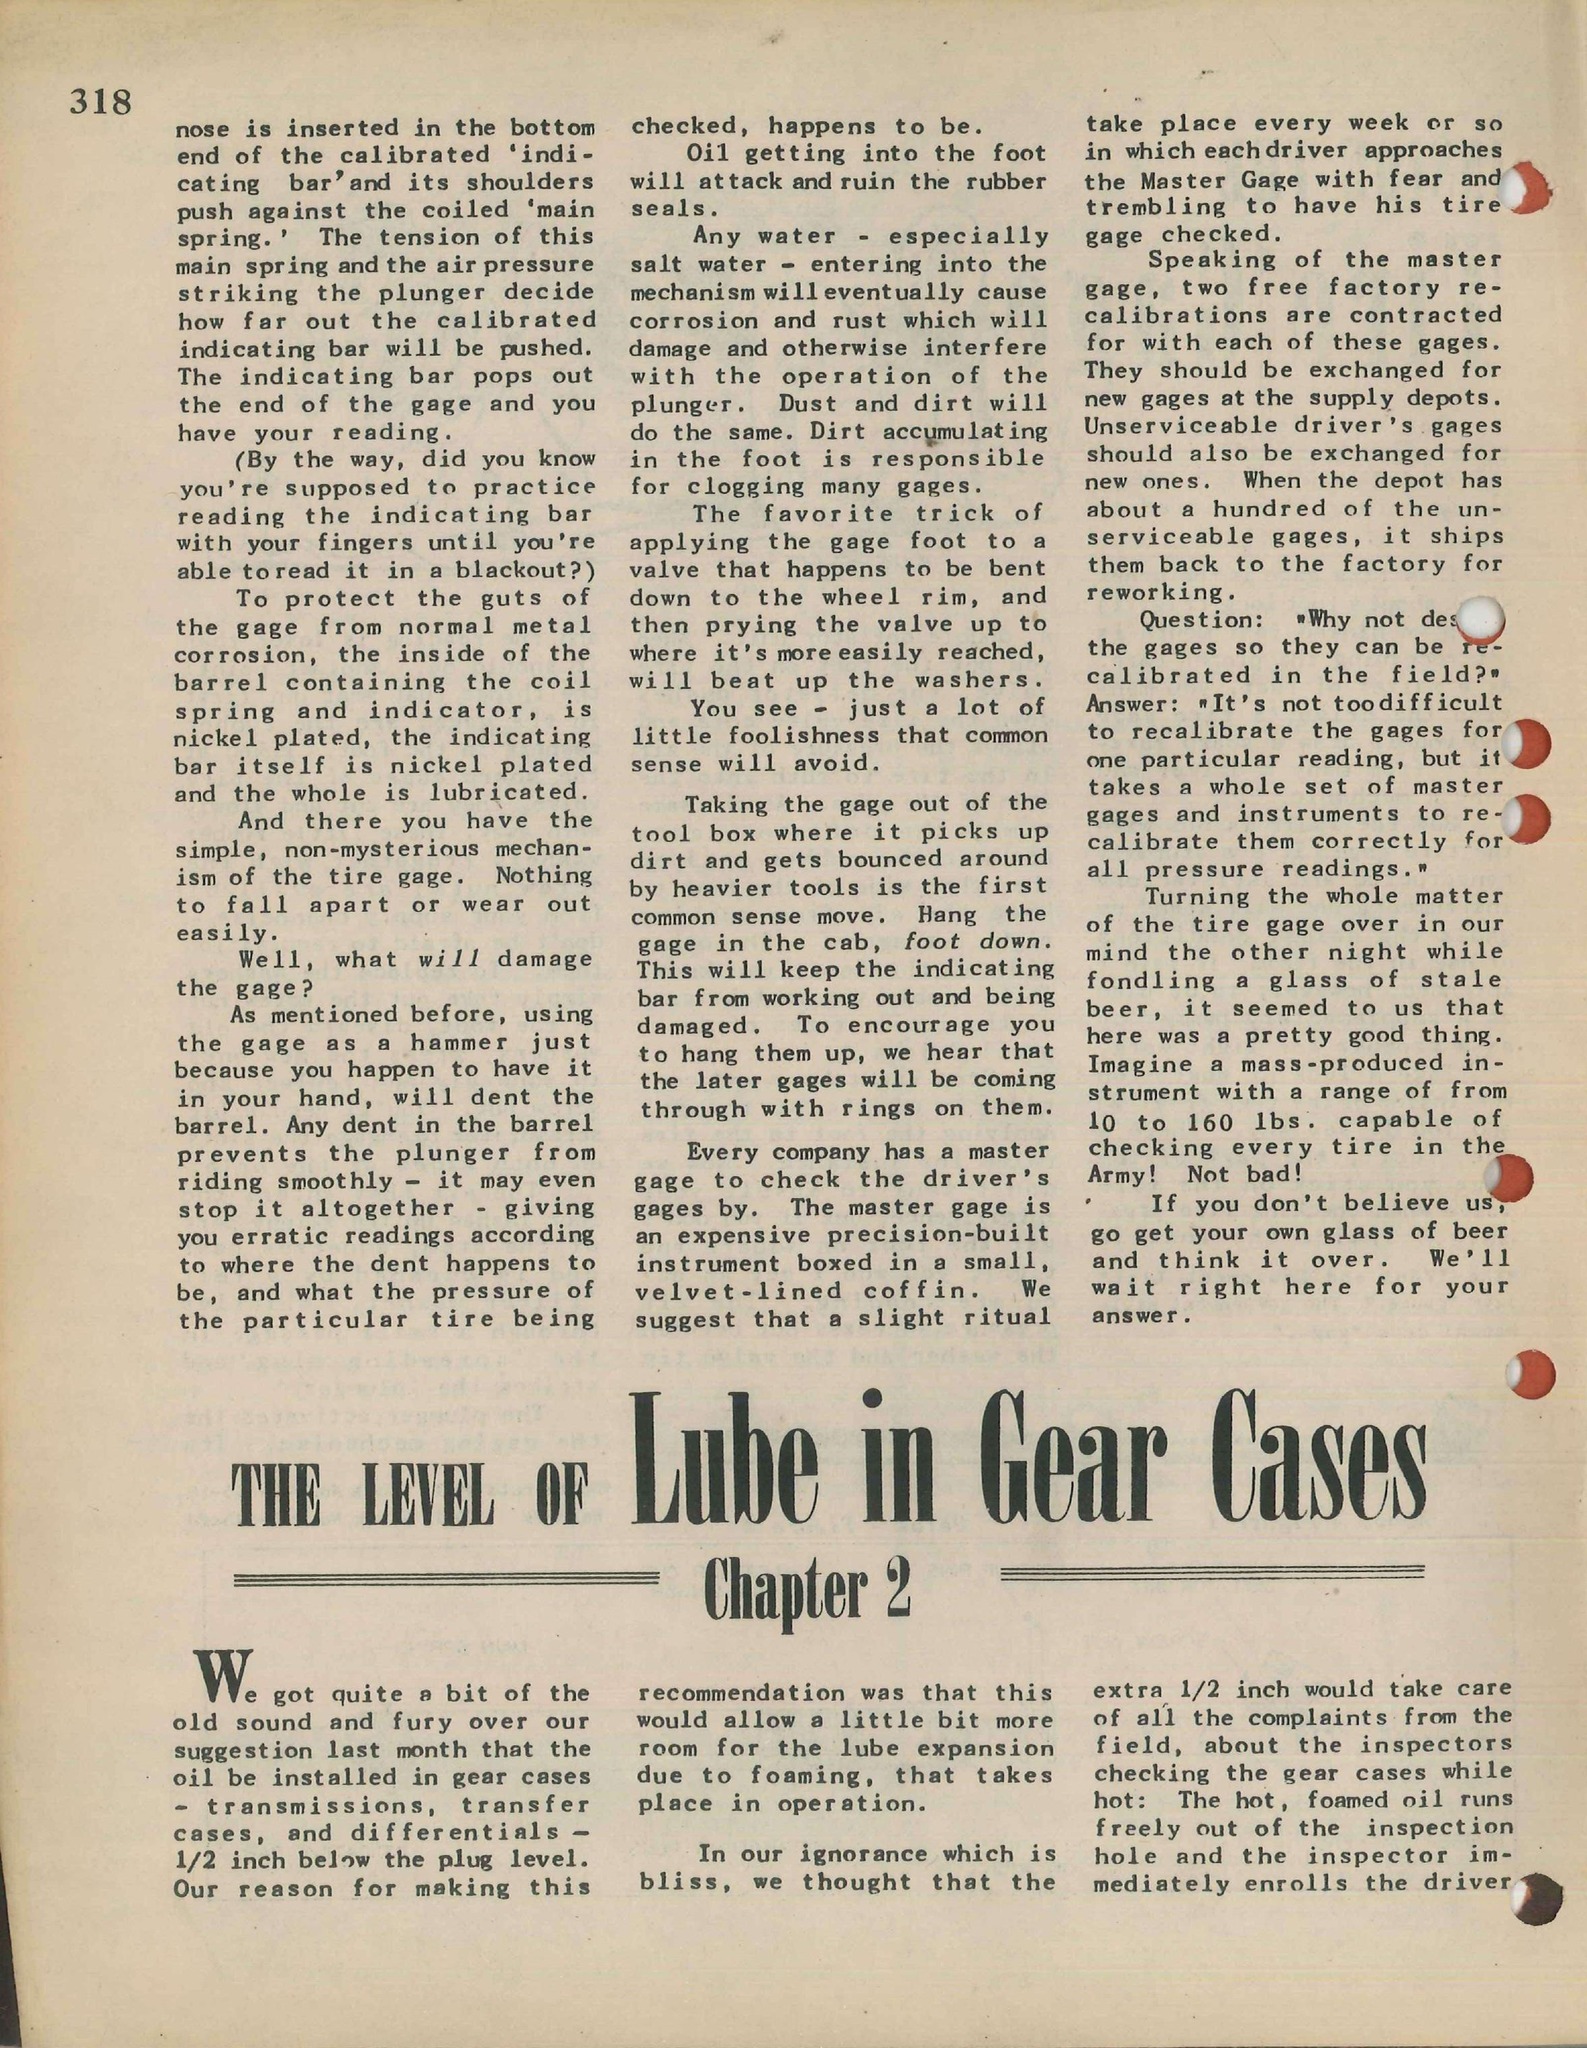 318
nose is inserted in the bottom
end of the calibrated 'indi-
cating bar' and its shoulders
push against the coiled 'main
spring.' The tension of this
main spring and the air pressure
striking the plunger decide
how far out the calibrated
indicating bar will be pushed.
The indicating bar pops out
the end of the gage and you
have your reading.
(By the way, did you know
you're supposed to practice
reading the indicating bar
with your fingers until you're
able to read it in a blackout?)
To protect the guts of
the gage from normal metal
corrosion, the inside of the
barrel containing the coil
spring and indicator, is
nickel plated, the indicating
bar itself is nickel plated
and the whole is lubricated.
And there you have the
simple, non-mysterious mechan-
ism of the tire gage. Nothing
to fall apart or wear out
easily.
Well, what will damage
the gage?
As mentioned before, using
the gage as a hammer just
because you happen to have it
in your hand, will dent the
barrel. Any dent in the barrel
prevents the plunger from
riding smoothly - it may even
stop it altogether - giving
you erratic readings according
to where the dent happens to
be, and what the pressure of
the particular tire being
checked, happens to be.
Oil getting into the foot
will attack and ruin the rubber
seals.
Any water - especially
salt water - entering into the
mechanism will eventually cause
corrosion and rust which will
damage and otherwise interfere
with the operation of the
plunger. Dust and dirt will
do the same. Dirt accumulating
in the foot is responsible
for clogging many gages.
The favorite trick of
applying the gage foot to a
valve that happens to be bent
down to the wheel rim, and
then prying the valve up to
where it's more easily reached,
will beat up the washers.
You see - just a lot of
little foolishness that common
sense will avoid.
Taking the gage out of the
tool box where it picks up
dirt and gets bounced around
by heavier tools is the first
common sense move. Hang the
gage in the cab, foot down.
This will keep the indicating
bar from working out and being
damaged. To encourage you
to hang them up, we hear that
the later gages will be coming
through with rings on them.
Every company has a master
gage to check the driver's
gages by. The master gage is
an expensive precision-built
instrument boxed in a small,
velvet-lined coffin. We
suggest that a slight ritual
take place every week or so
in which each driver approaches
the Master Gage with fear and
trembling to have his tire
gage checked.
Speaking of the master
gage, two free factory re-
calibrations are contracted
for with each of these gages.
They should be exchanged for
new gages at the supply depots.
Unserviceable driver's gages
should also be exchanged for
new ones. When the depot has
about a hundred of the un-
serviceable gages, it ships
them back to the factory for
reworking.
Question: "Why not des
the gages so they can be re-
calibrated in the field?"
Answer: "It's not too difficult
to recalibrate the gages for
one particular reading, but it
takes a whole set of master
gages and instruments to re-
calibrate them correctly for
all pressure readings."
Turning the whole matter
of the tire gage over in our
mind the other night while
fondling a glass of stale
beer, it seemed to us that
here was a pretty good thing.
Imagine a mass-produced in-
strument with a range of from
10 to 160 lbs. capable of
checking every tire in the
Army! Not bad!
If you don't believe us,
go get your own glass of beer
and think it over. We'll
wait right here for your
answer.
THE LEVEL OF Lube in Gear Cases
Chapter 2
We got quite a bit of the
old sound and fury over our
suggestion last month that the
oil be installed in gear cases
- transmissions, transfer
cases, and differentials -
1/2 inch below the plug level.
Our reason for making this
recommendation was that this
would allow a little bit more
room for the lube expansion
due to foaming, that takes
place in operation.
In our ignorance which is
bliss, we thought that the
extra 1/2 inch would take care
of all the complaints from the
field, about the inspectors
checking the gear cases while
hot: The hot, foamed oil runs
freely out of the inspection
hole and the inspector im-
mediately enrolls the driver